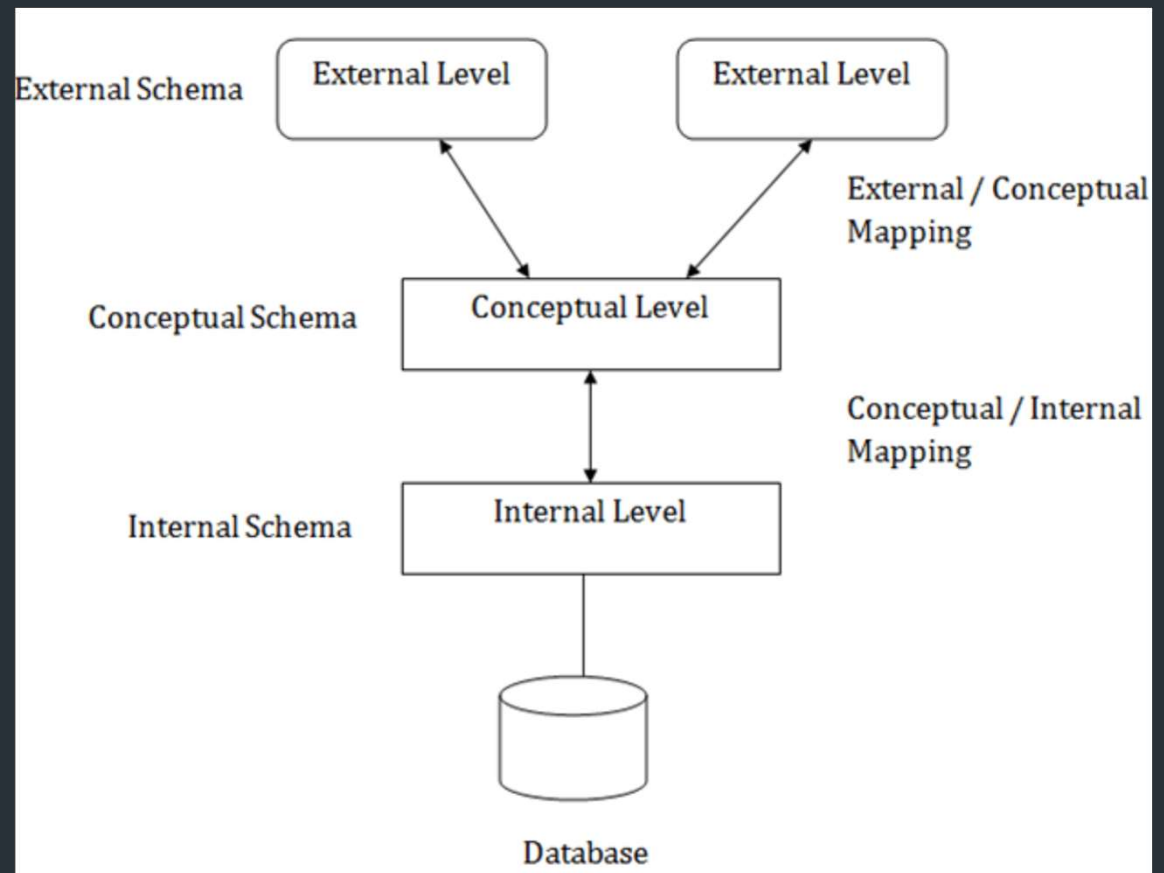 External Schema
External Level
External Level
External / Conceptual
Mapping
Conceptual Schema
Conceptual Level
Conceptual / Internal
Mapping
Internal Schema
Internal Level
Database